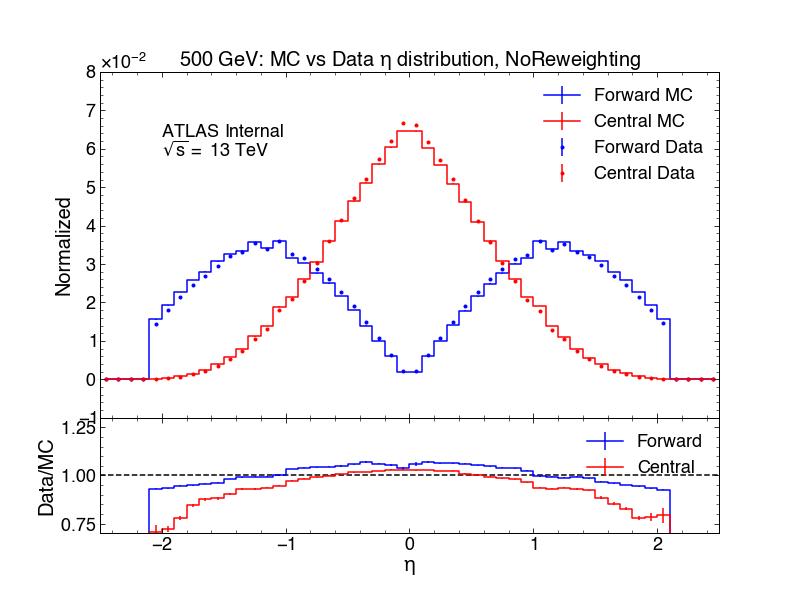 ×10⁻²
500 GeV: MC vs Data η distribution, NoReweighting
8
7
6
5
4
3
2
1
0
−1
Normalized
ATLAS Internal
√s = 13 TeV
Forward MC
Central MC
Forward Data
Central Data
1.25
1.00
0.75
Data/MC
Forward
Central
−2 −1 0 1 2
η